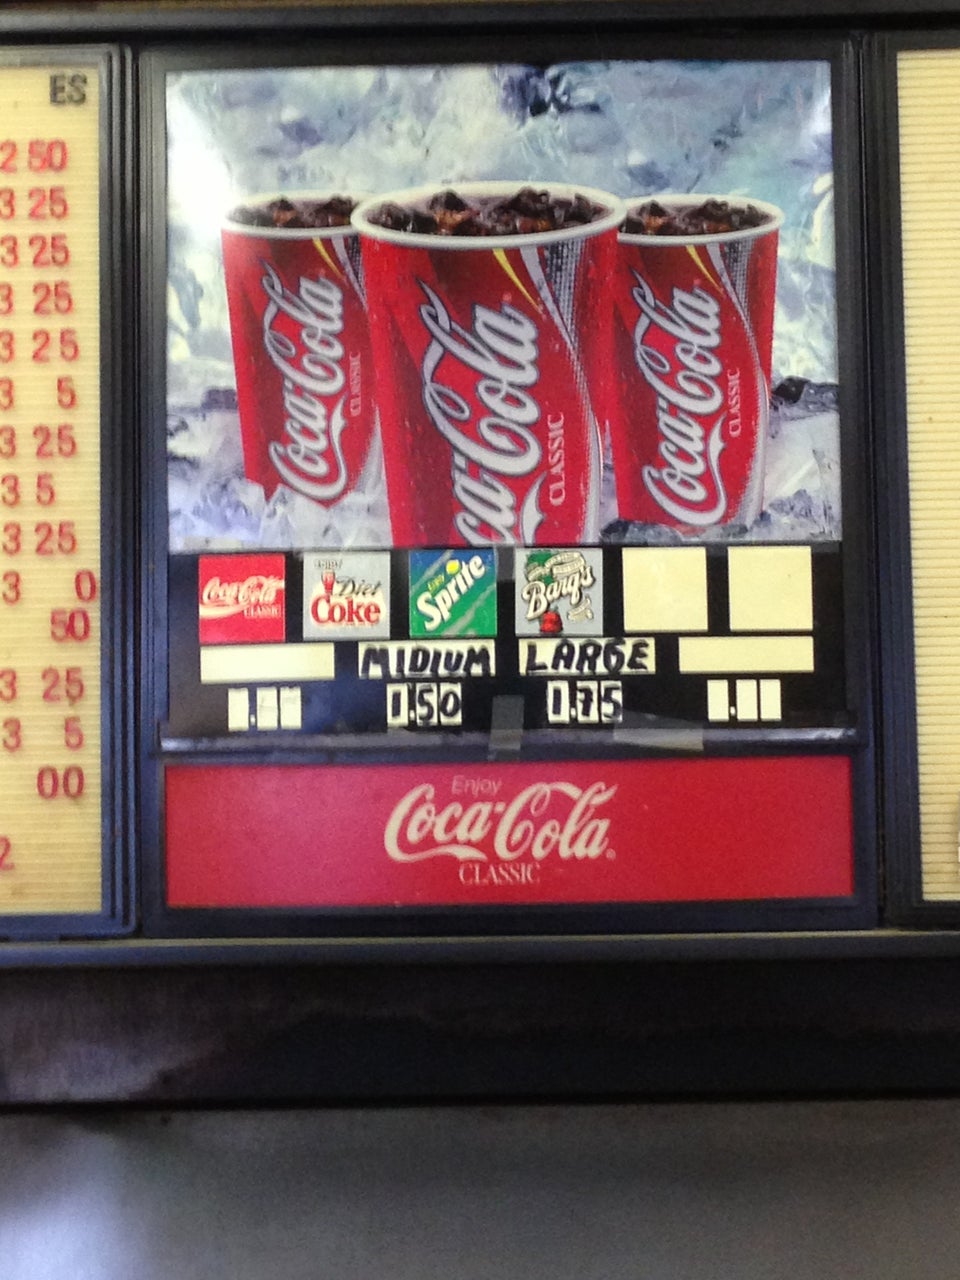 ES
2 50
3 25
3 25
3 25
3 25
3 5
3 25
3 5
3 25
3 0
50
3 25
3 5
00
2
Coca-Cola CLASSIC
Coca-Cola CLASSIC
Coca-Cola CLASSIC
Coca-Cola CLASSIC
Diet Coke
Sprite
Barq's
MIDIUM LARGE
1.50 1.75
Enjoy
Coca-Cola
CLASSIC